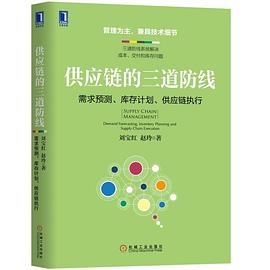 管理为主，兼具技术细节
三道防线系统解决
成本、交付和库存问题
供应链的三道防线
需求预测、库存计划、供应链执行
[SUPPLY CHAIN]
[MANAGEMENT]
Demand Forecasting, Inventory Planning and
Supply Chain Execution
刘宝红 赵玲◎著
机械工业出版社
供应链的三道防线
需求预测、库存计划、供应链执行
刘宝红 赵玲◎著